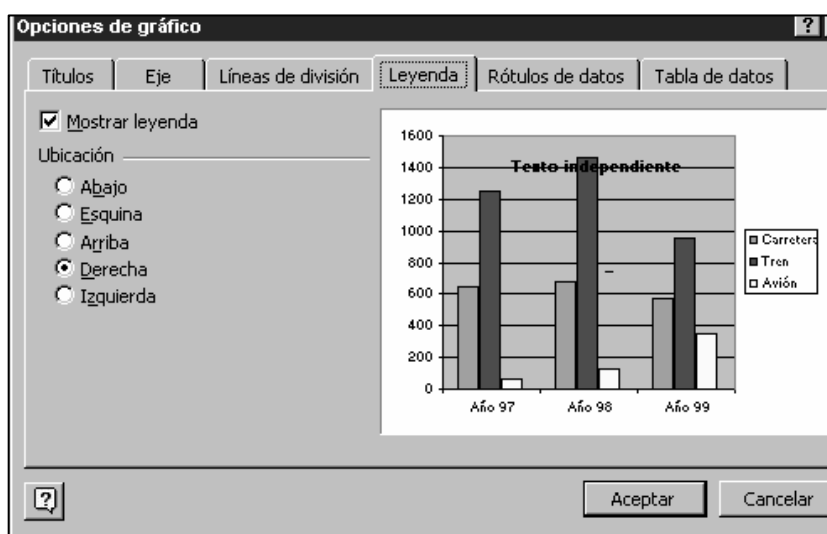 Opciones de gráfico
Títulos Eje Líneas de división Leyenda Rótulos de datos Tabla de datos
Mostrar leyenda
Ubicación
Abajo
Esquina
Arriba
Derecha
Izquierda
1600
1400
1200
1000
800
600
400
200
0
Texto independiente
Año 97 Año 98 Año 99
Carretera
Tren
Avión
Aceptar Cancelar